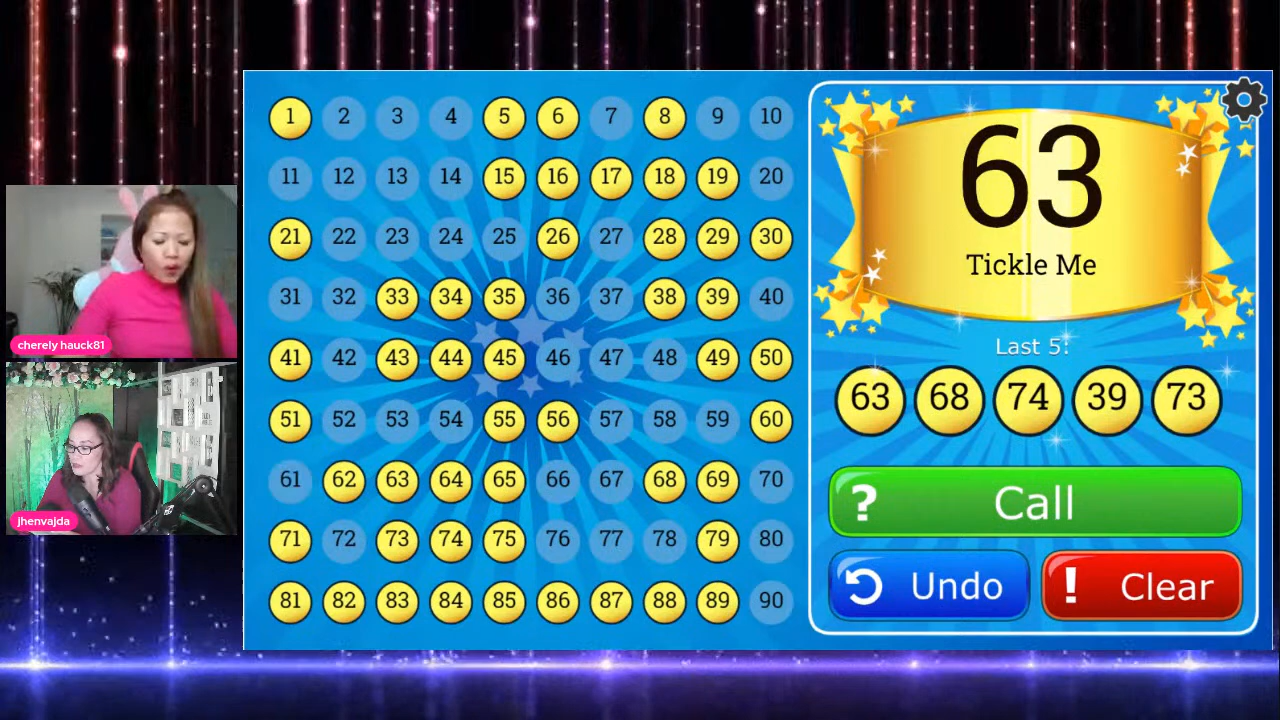 1 2 3 4 5 6 7 8 9 10
11 12 13 14 15 16 17 18 19 20
21 22 23 24 25 26 27 28 29 30
31 32 33 34 35 36 37 38 39 40
41 42 43 44 45 46 47 48 49 50
51 52 53 54 55 56 57 58 59 60
61 62 63 64 65 66 67 68 69 70
71 72 73 74 75 76 77 78 79 80
81 82 83 84 85 86 87 88 89 90
63
Tickle Me
Last 5:
63 68 74 39 73
? Call
Undo
! Clear
cherely hauck81
jhenvajda